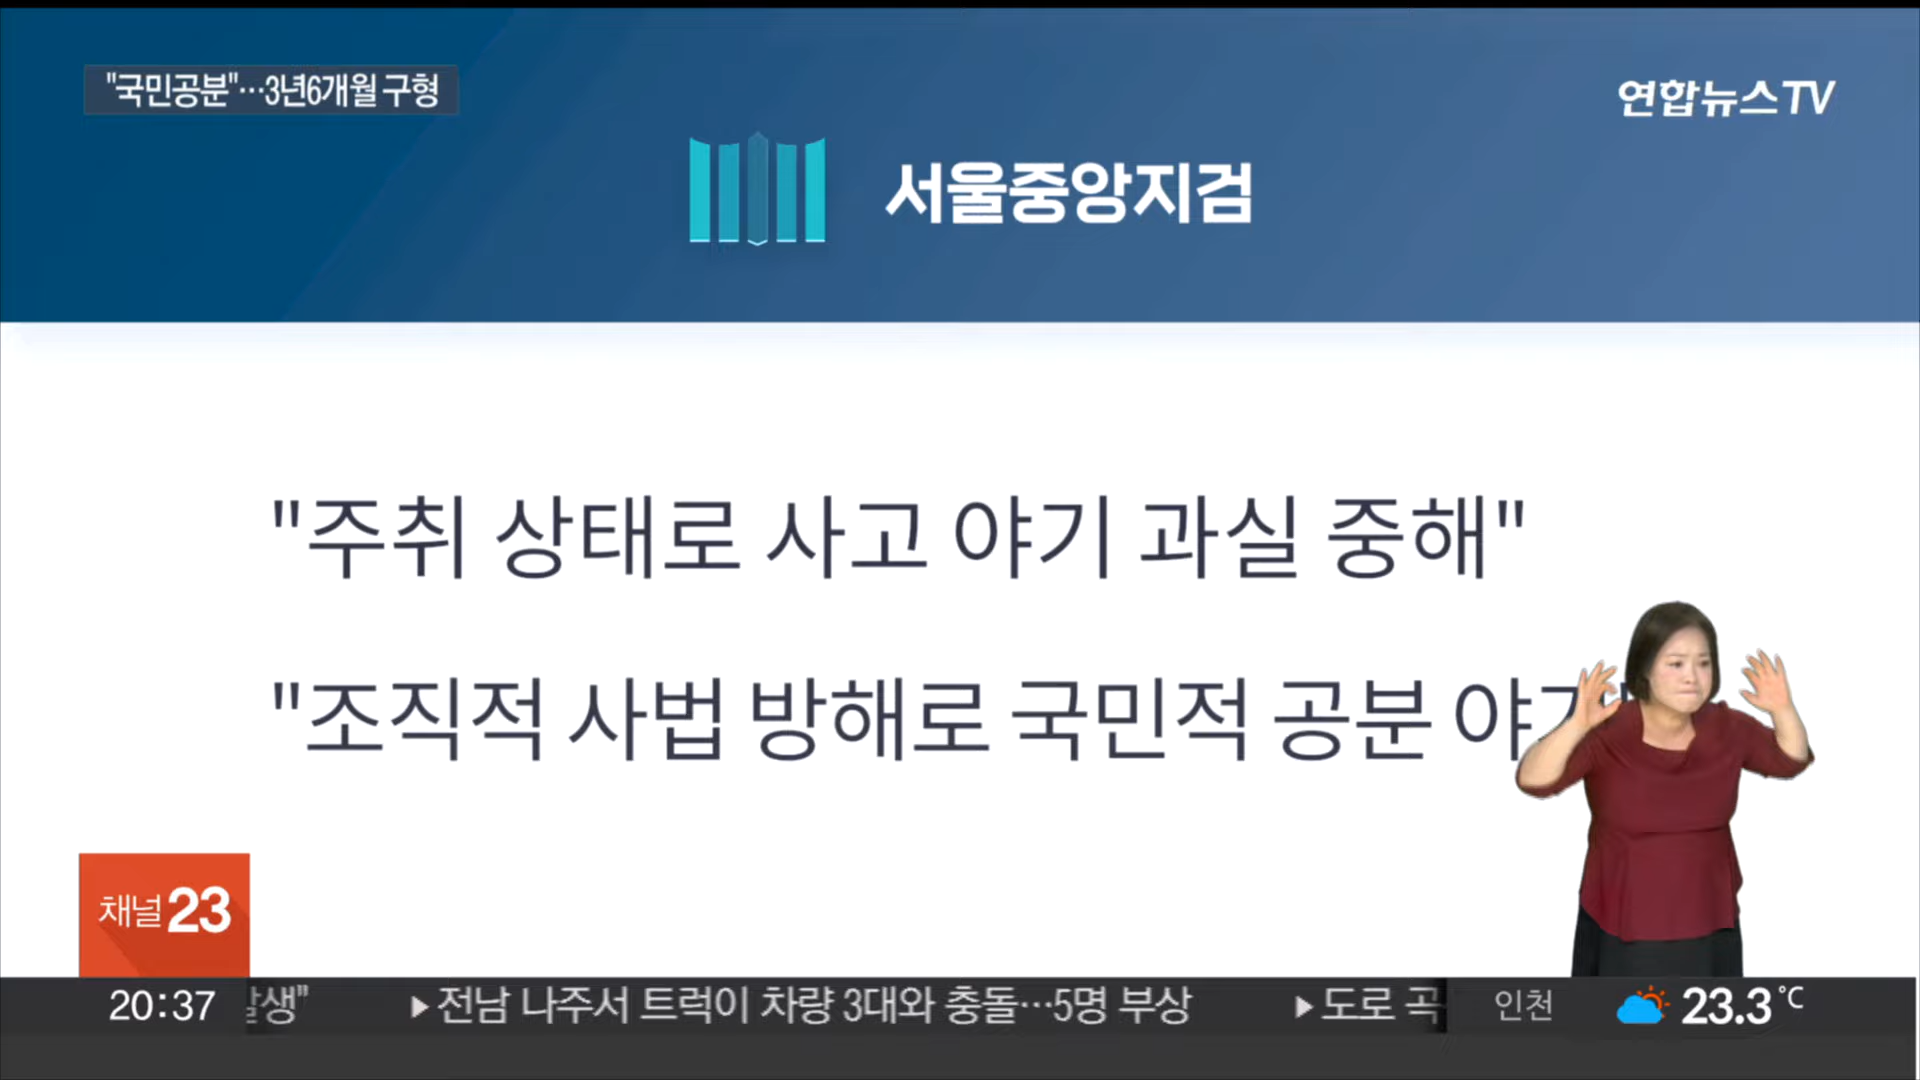 "국민공분"…3년6개월 구형
연합뉴스TV
서울중앙지검
"주취 상태로 사고 야기 과실 중해"
"조직적 사법 방해로 국민적 공분
채널23
20:37
▶전남 나주서 트럭이 차량 3대와 충돌…5명 부상
▶도로
인천
23.3℃